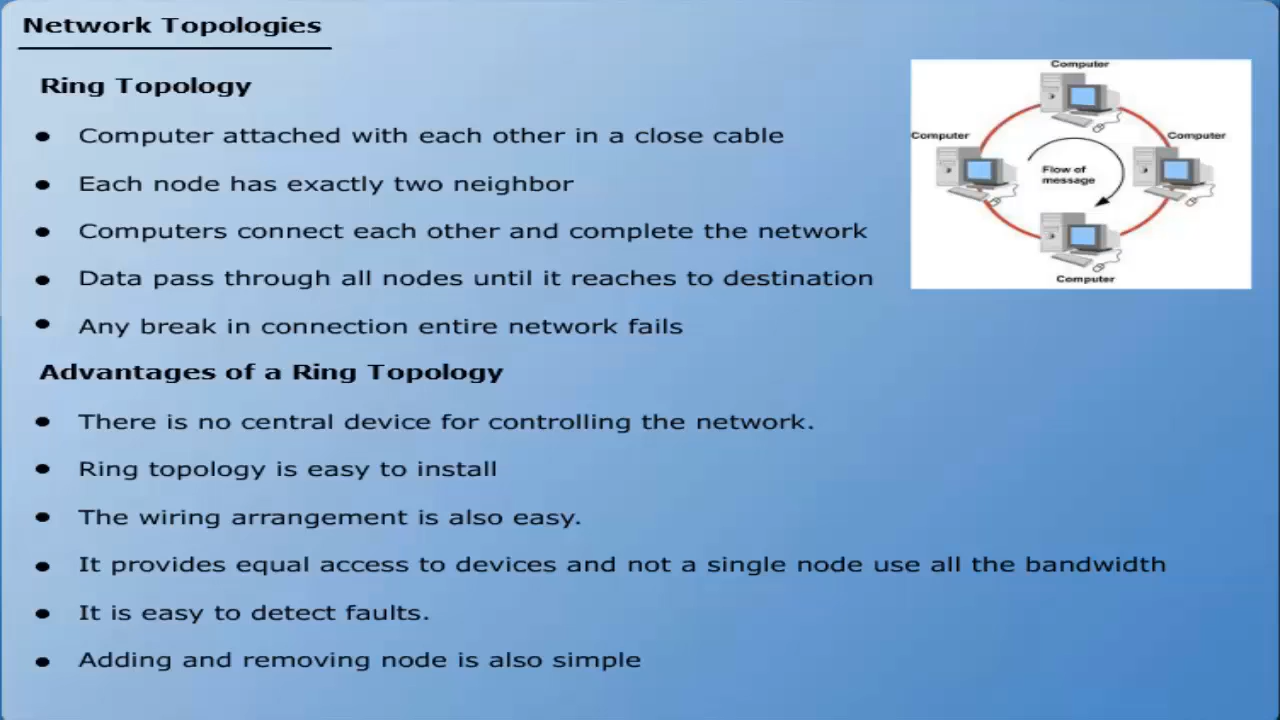 Network Topologies
Ring Topology
● Computer attached with each other in a close cable
● Each node has exactly two neighbor
● Computers connect each other and complete the network
● Data pass through all nodes until it reaches to destination
● Any break in connection entire network fails
Computer
Computer
Computer
Flow of
message
Computer
Advantages of a Ring Topology
● There is no central device for controlling the network.
● Ring topology is easy to install
● The wiring arrangement is also easy.
● It provides equal access to devices and not a single node use all the bandwidth
● It is easy to detect faults.
● Adding and removing node is also simple